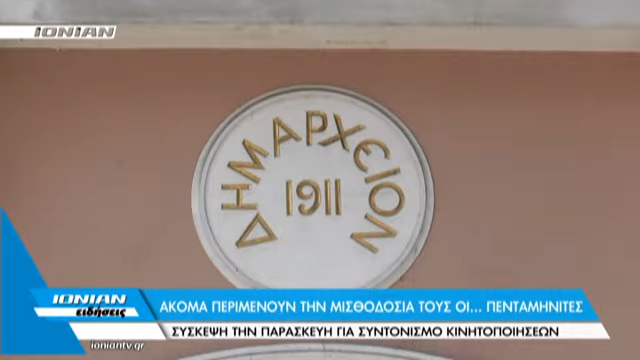 IONIAN
ΔΗΜΑΡΧΕΙΟΝ
1911
IONIAN
ειδήσεις
ΑΚΟΜΑ ΠΕΡΙΜΕΝΟΥΝ ΤΗΝ ΜΙΣΘΟΔΟΣΙΑ ΤΟΥΣ ΟΙ... ΠΕΝΤΑΜΗΝΙΤΕΣ
ΣΥΣΚΕΨΗ ΤΗΝ ΠΑΡΑΣΚΕΥΗ ΓΙΑ ΣΥΝΤΟΝΙΣΜΟ ΚΙΝΗΤΟΠΟΙΗΣΕΩΝ
ioniantv.gr